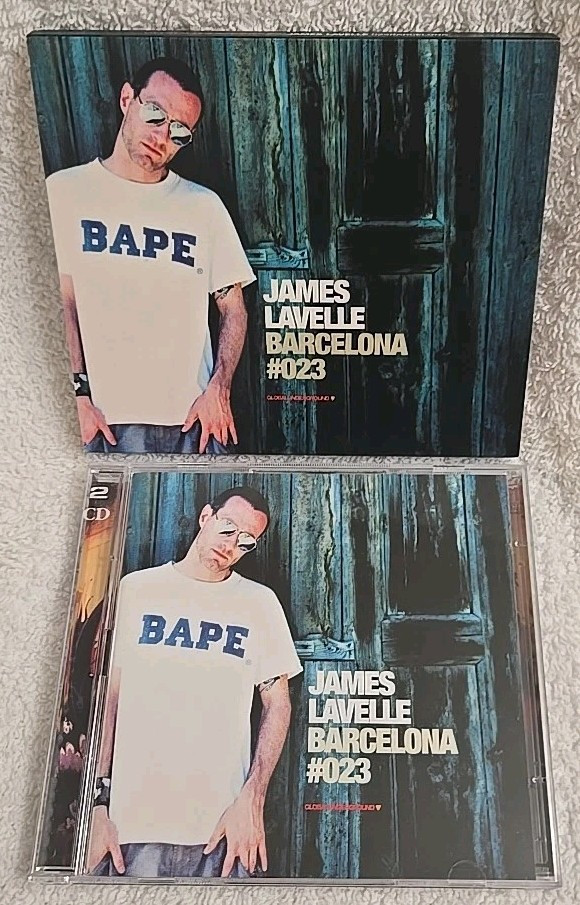 BAPE
®
JAMES
LAVELLE
BARCELONA
#023
GLOBAL UNDERGROUND
2
CD
BAPE
®
JAMES
LAVELLE
BARCELONA
#023
GLOBAL UNDERGROUND